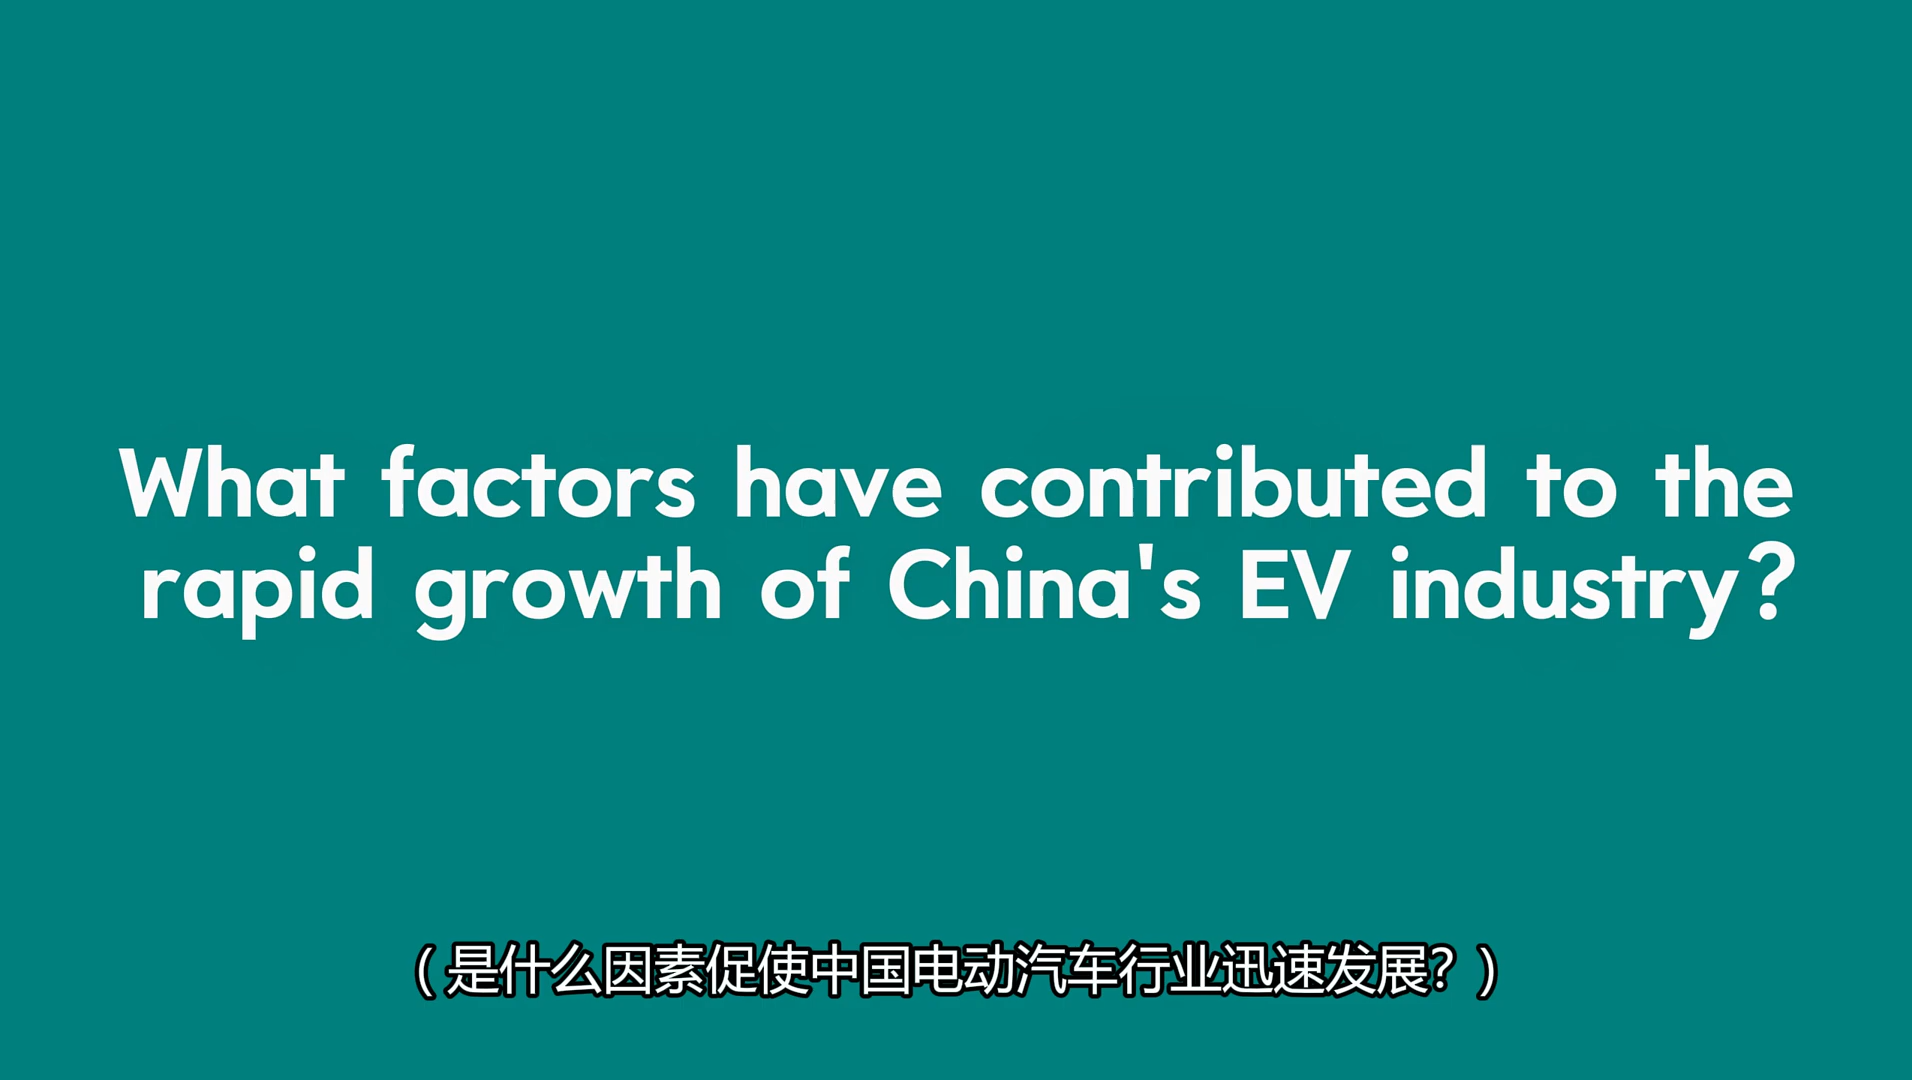 What factors have contributed to the
rapid growth of China's EV industry?
（是什么因素促使中国电动汽车行业迅速发展？）